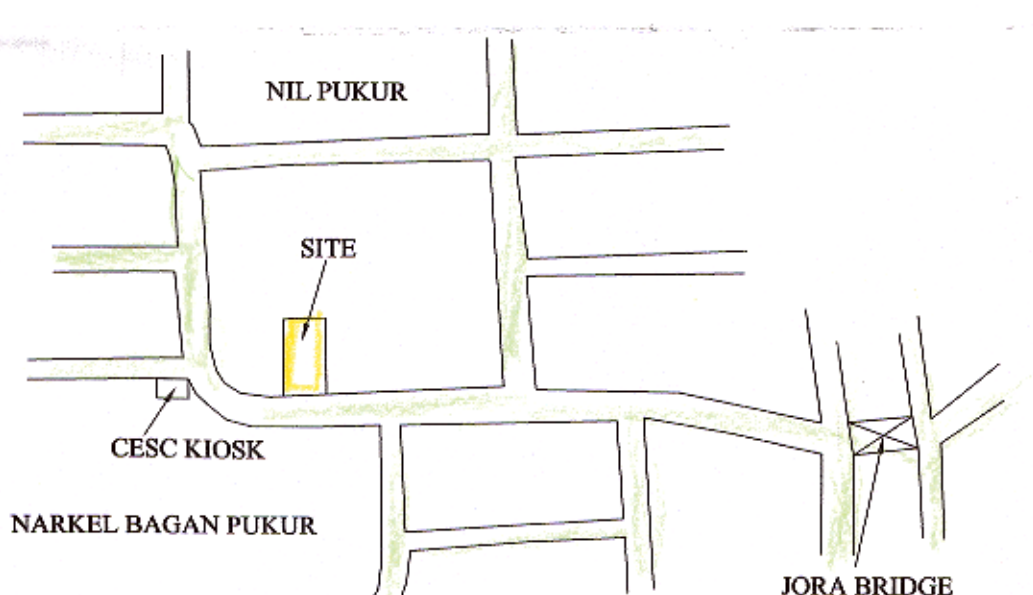 NIL PUKUR
SITE
CESC KIOSK
NARKEL BAGAN PUKUR
JORA BRIDGE